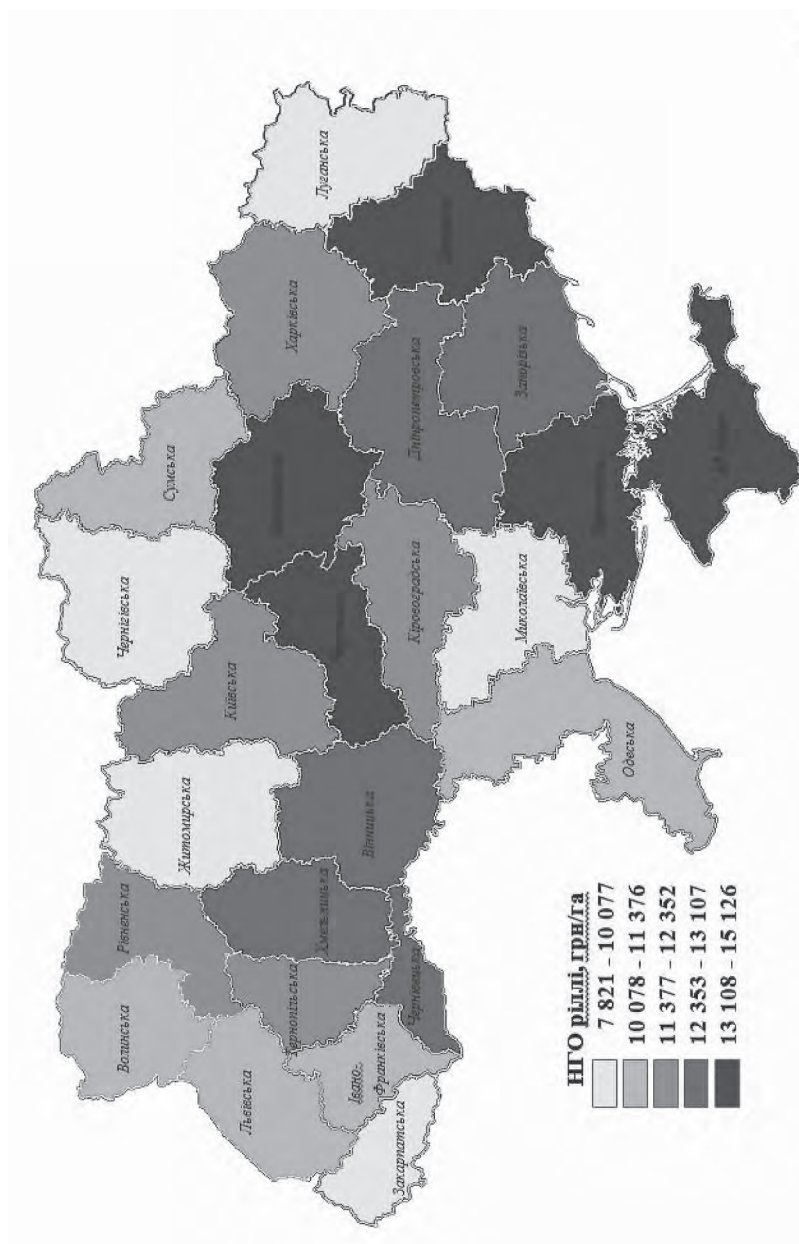 Волинська
Рівненська
Житомирська
Київська
Чернігівська
Сумська
Харківська
Луганська
Львівська
Тернопільська
Хмельницька
Вінницька
Івано-
Франківська
Закарпатська
Чернівецька
Кіровоградська
Дніпропетровська
Запорізька
Миколаївська
Одеська
НГО ріллі, грн/га
7 821 – 10 077
10 078 – 11 376
11 377 – 12 352
12 353 – 13 107
13 108 – 15 126